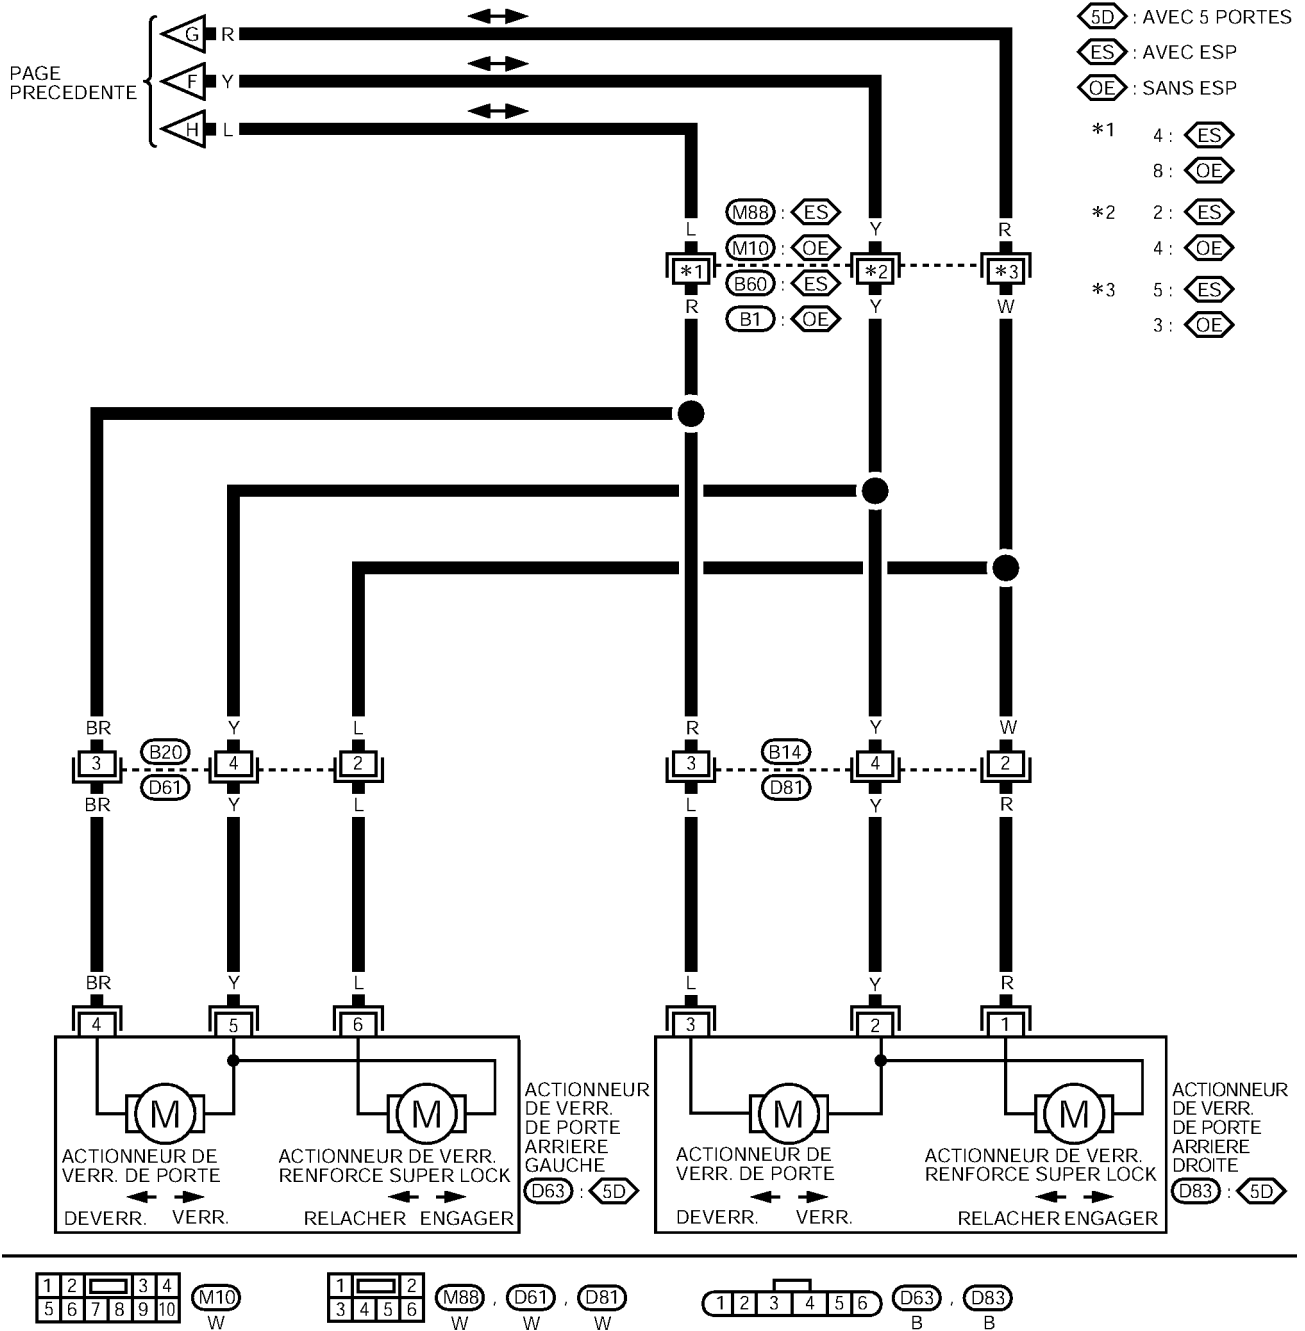 PAGE
PRECEDENTE
G R
F Y
H L
5D : AVEC 5 PORTES
ES : AVEC ESP
OE : SANS ESP
*1 4 : ES
8 : OE
*2 2 : ES
4 : OE
*3 5 : ES
3 : OE
L M88 : ES Y R
M10 : OE
*1 *2 *3
B60 : ES
R Y W
B1 : OE
BR Y L R Y W
B20 B14
3 4 2 3 4 2
D61 D81
BR Y L L Y R
BR Y L L Y R
4 5 6 3 2 1
M M M M
ACTIONNEUR DE
VERR. DE PORTE
DEVERR. VERR.
ACTIONNEUR DE VERR.
RENFORCE SUPER LOCK
RELACHER ENGAGER
ACTIONNEUR
DE VERR.
DE PORTE
ARRIERE
GAUCHE
D63 : 5D
ACTIONNEUR DE
VERR. DE PORTE
DEVERR. VERR.
ACTIONNEUR DE VERR.
RENFORCE SUPER LOCK
RELACHER ENGAGER
ACTIONNEUR
DE VERR.
DE PORTE
ARRIERE
DROITE
D83 : 5D
1 2 3 4
5 6 7 8 9 10
M10
W
1 2
3 4 5 6
M88 , D61 , D81
W W W
1 2 3 4 5 6
D63 , D83
B B